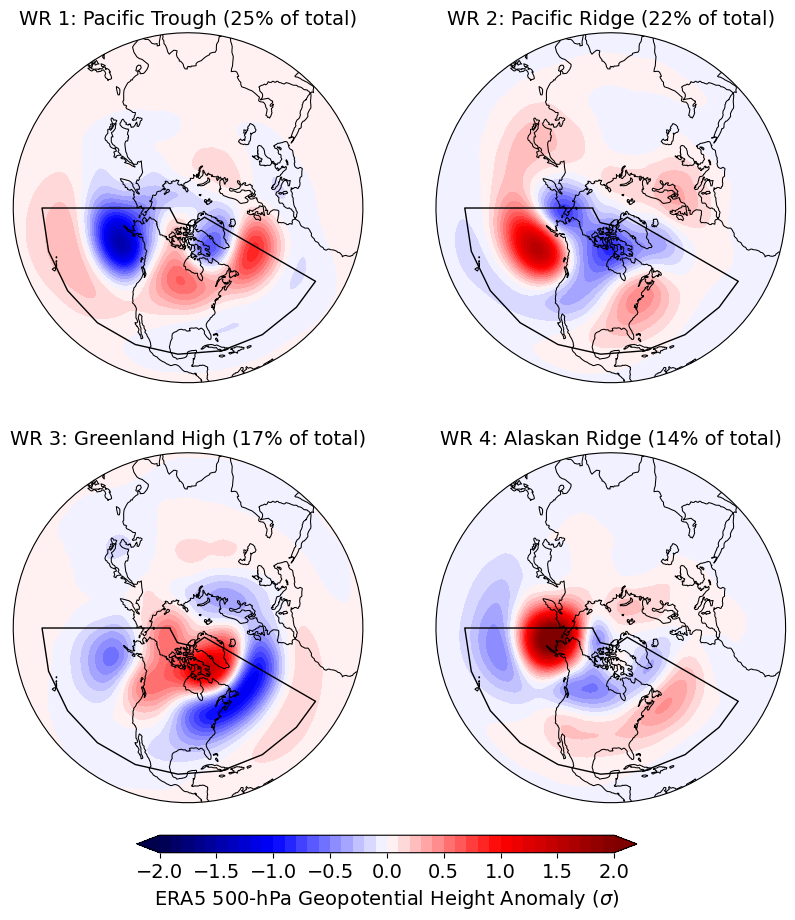 WR 1: Pacific Trough (25% of total)
WR 2: Pacific Ridge (22% of total)
WR 3: Greenland High (17% of total)
WR 4: Alaskan Ridge (14% of total)
−2.0 −1.5 −1.0 −0.5 0.0 0.5 1.0 1.5 2.0
ERA5 500-hPa Geopotential Height Anomaly (σ)